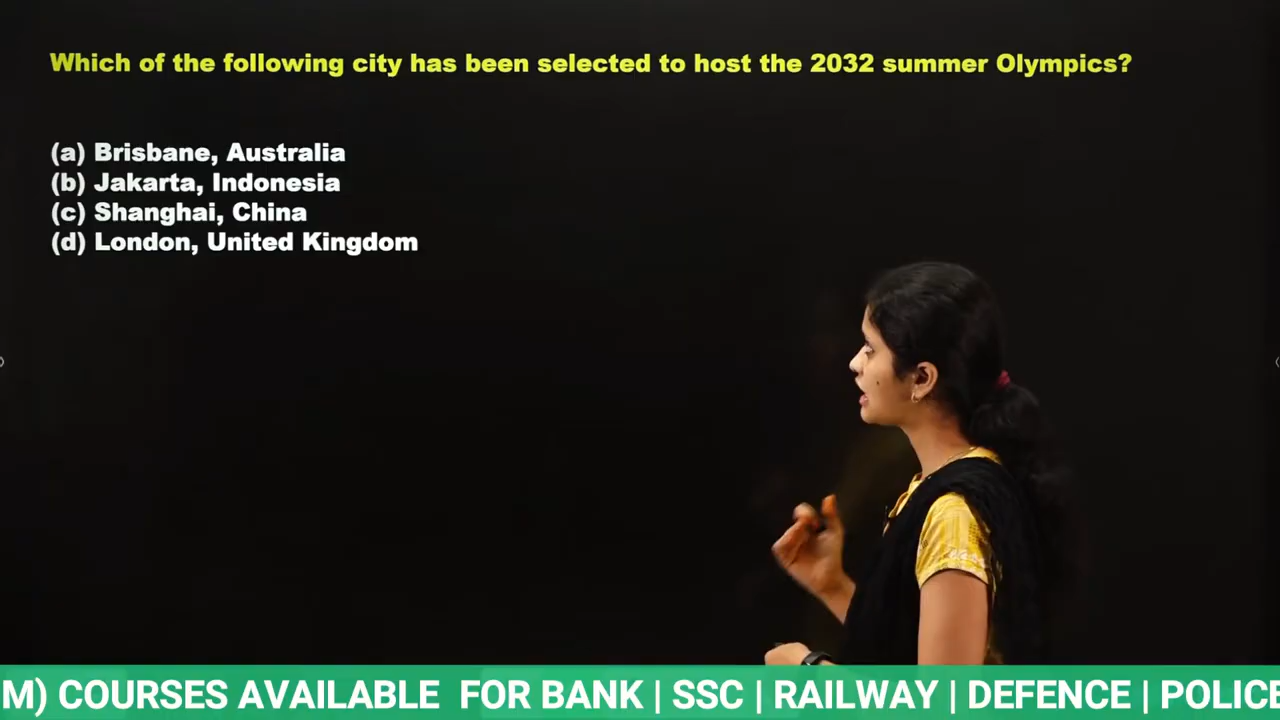 Which of the following city has been selected to host the 2032 summer Olympics?
(a) Brisbane, Australia
(b) Jakarta, Indonesia
(c) Shanghai, China
(d) London, United Kingdom
M) COURSES AVAILABLE FOR BANK | SSC | RAILWAY | DEFENCE | POLICE